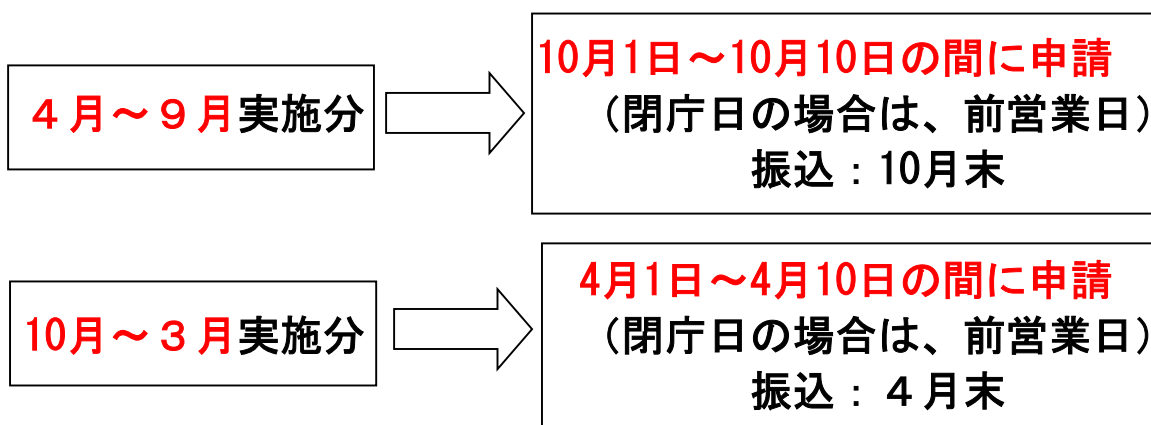 ４月～９月実施分
10月1日～10月10日の間に申請
（閉庁日の場合は、前営業日）
振込：10月末
10月～３月実施分
4月1日～4月10日の間に申請
（閉庁日の場合は、前営業日）
振込：４月末